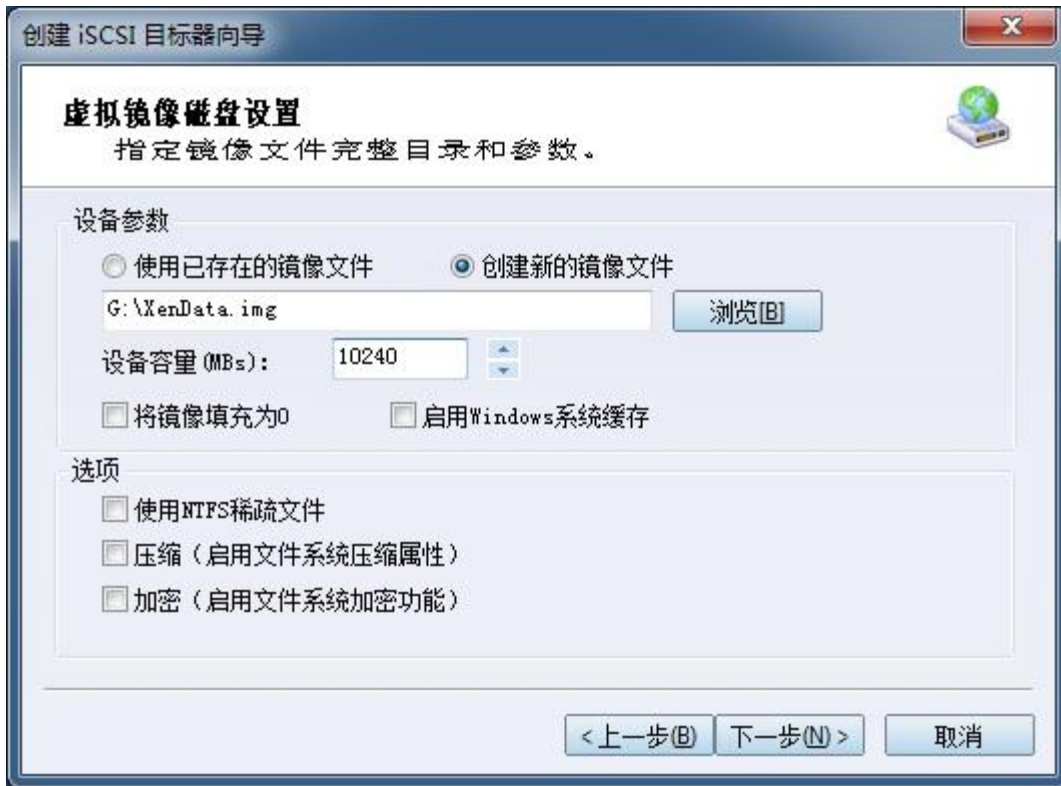 创建 iSCSI 目标器向导
虚拟镜像磁盘设置
指定镜像文件完整目录和参数。
设备参数
使用已存在的镜像文件 创建新的镜像文件
G:\XenData.img 浏览[B]
设备容量(MBs): 10240
将镜像填充为0 启用Windows系统缓存
选项
使用NTFS稀疏文件
压缩（启用文件系统压缩属性）
加密（启用文件系统加密功能）
<上一步(B) 下一步(N)> 取消